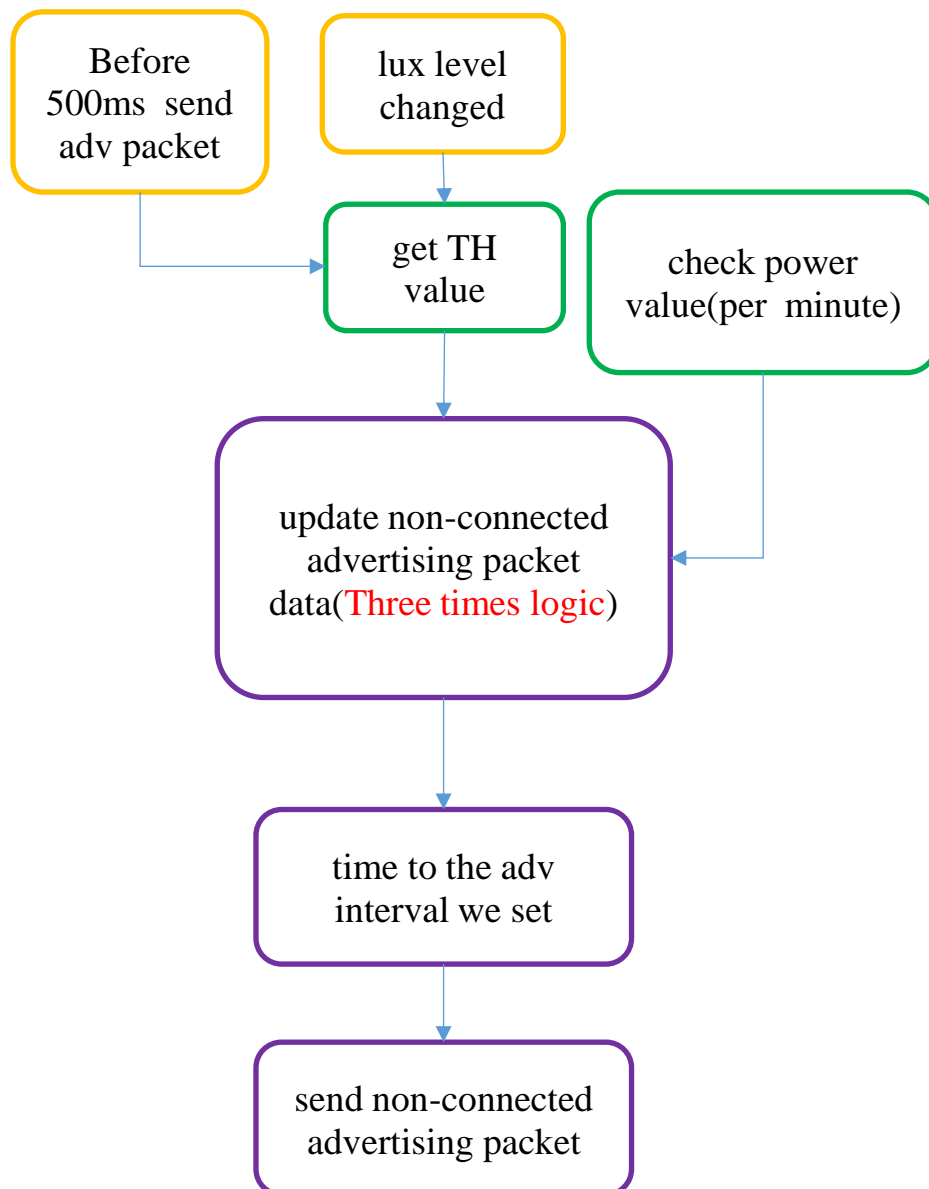 Before
500ms send
adv packet
lux level
changed
get TH
value
check power
value(per minute)
update non-connected
advertising packet
data(Three times logic)
time to the adv
interval we set
send non-connected
advertising packet